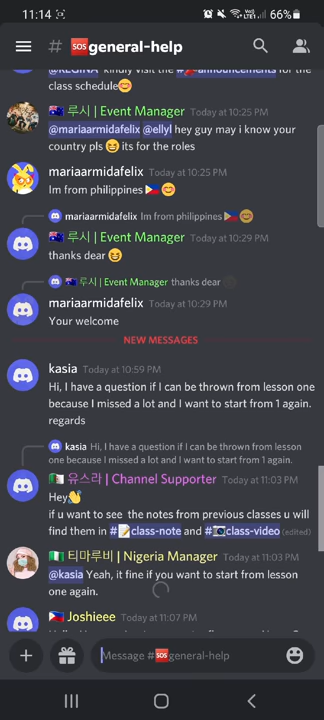 11:14
66%
# 🆘general-help
@REGINA kindly visit the #📌announcements for the
class schedule😊
🇦🇺 루시 | Event Manager Today at 10:25 PM
@mariaarmidafelix @ellyl hey guy may i know your
country pls 😆 its for the roles
mariaarmidafelix Today at 10:25 PM
Im from philippines 🇵🇭😊
mariaarmidafelix Im from philippines 🇵🇭😊
🇦🇺 루시 | Event Manager Today at 10:29 PM
thanks dear 😆
🇦🇺 루시 | Event Manager thanks dear
mariaarmidafelix Today at 10:29 PM
Your welcome
NEW MESSAGES
kasia Today at 10:59 PM
Hi, I have a question if I can be thrown from lesson one
because I missed a lot and I want to start from 1 again.
regards
kasia Hi, I have a question if I can be thrown from lesson
one because I missed a lot and I want to start from 1 again.
🇩🇿 유스라 | Channel Supporter Today at 11:03 PM
Hey👋
if u want to see the notes from previous classes u will
find them in #📝class-note and #📷class-video (edited)
🇳🇬 티마루비 | Nigeria Manager Today at 11:03 PM
@kasia Yeah, it fine if you want to start from lesson
one again.
🇵🇭 Joshieee Today at 11:07 PM
Message #🆘general-help